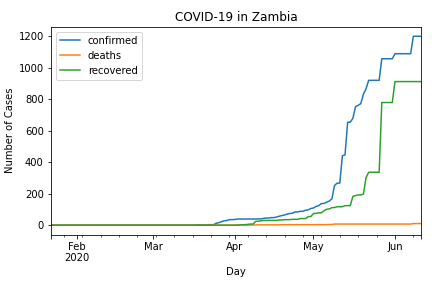 COVID-19 in Zambia
confirmed
deaths
recovered
Number of Cases
1200
1000
800
600
400
200
0
Feb
2020
Mar
Apr
May
Jun
Day